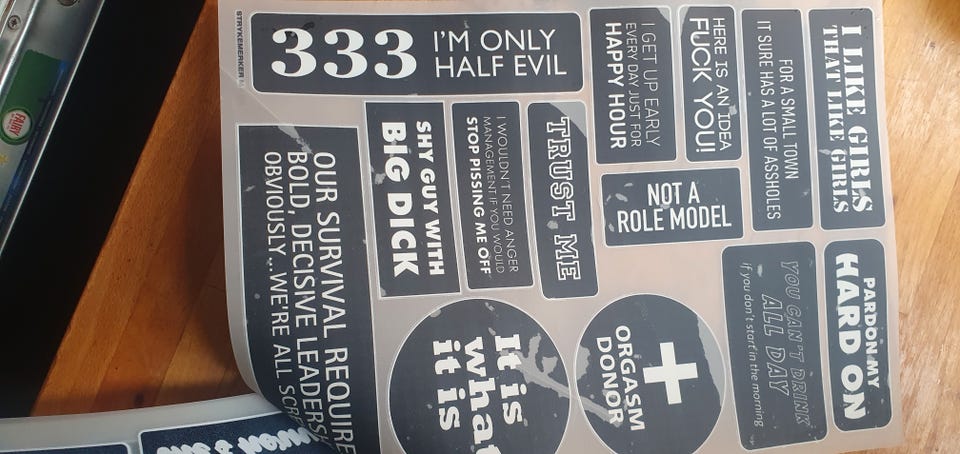 STRYKEMERKER
333
I'M ONLY
HALF EVIL
I GET UP EARLY
EVERY DAY JUST FOR
HAPPY HOUR
HERE IS AN IDEA
FUCK YOU!
FOR A SMALL TOWN
IT SURE HAS A LOT OF ASSHOLES
I LIKE GIRLS
THAT LIKE GIRLS
OUR SURVIVAL REQUIRE
BOLD, DECISIVE
OBVIOUSLY...WE'RE ALL
SHY GUY WITH
BIG DICK
I WOULDN'T NEED ANGER
MANAGEMENT IF YOU WOULD
STOP PISSING ME OFF
TRUST ME
NOT A
ROLE MODEL
YOU CAN'T DRINK
ALL DAY
if you don't start in the morning
PARDON MY
HARD ON
It is
what
it is
ORGASM
DONOR
FAIRY